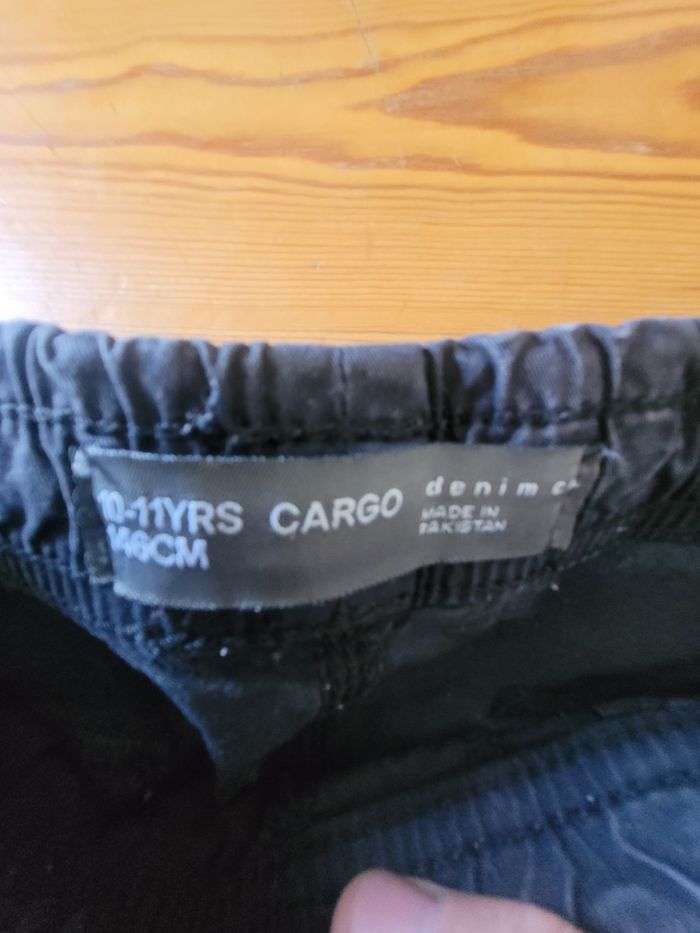 10-11YRS CARGO denim
146CM MADE IN
PAKISTAN